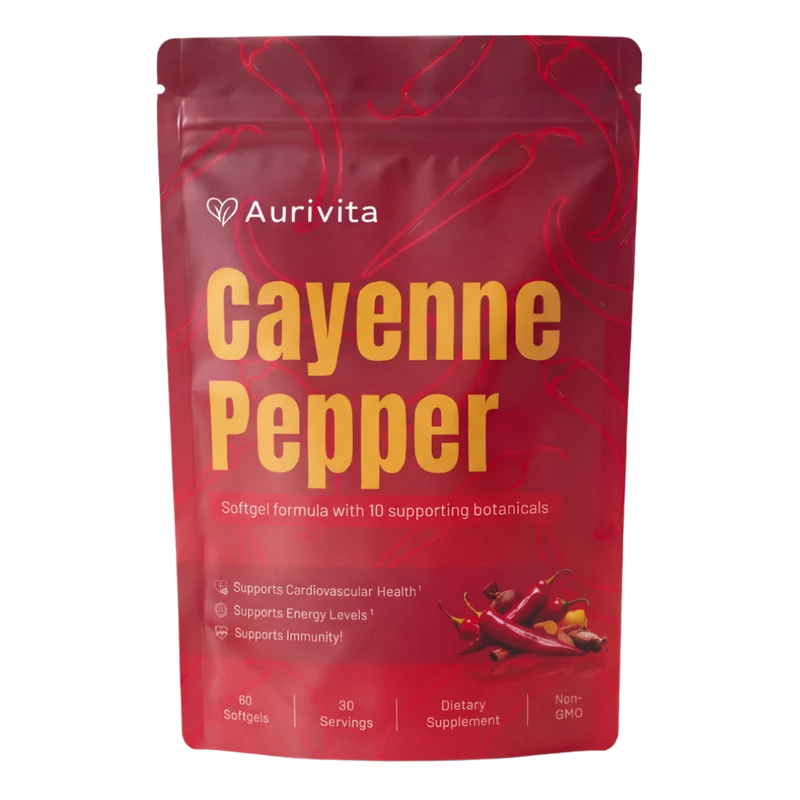 Aurivita
Cayenne
Pepper
Softgel formula with 10 supporting botanicals
Supports Cardiovascular Health¹
Supports Energy Levels¹
Supports Immunity!
60
Softgels
30
Servings
Dietary
Supplement
Non-
GMO